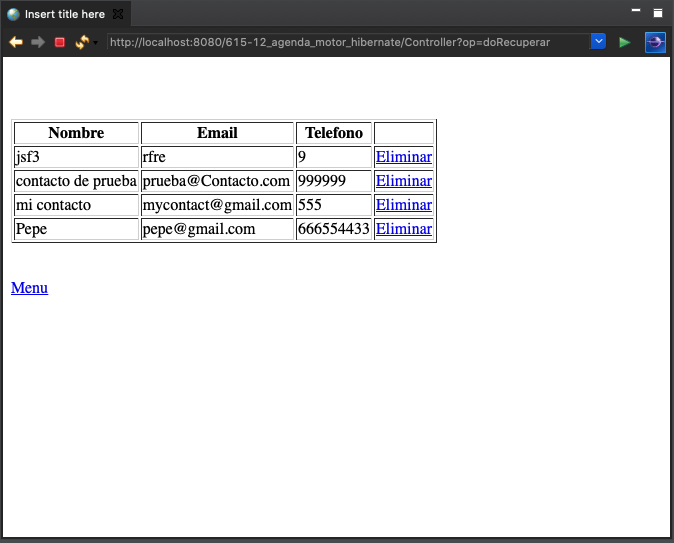 Insert title here
http://localhost:8080/615-12_agenda_motor_hibernate/Controller?op=doRecuperar
Nombre Email Telefono
jsf3 rfre 9 Eliminar
contacto de prueba prueba@Contacto.com 999999 Eliminar
mi contacto mycontact@gmail.com 555 Eliminar
Pepe pepe@gmail.com 666554433 Eliminar
Menu